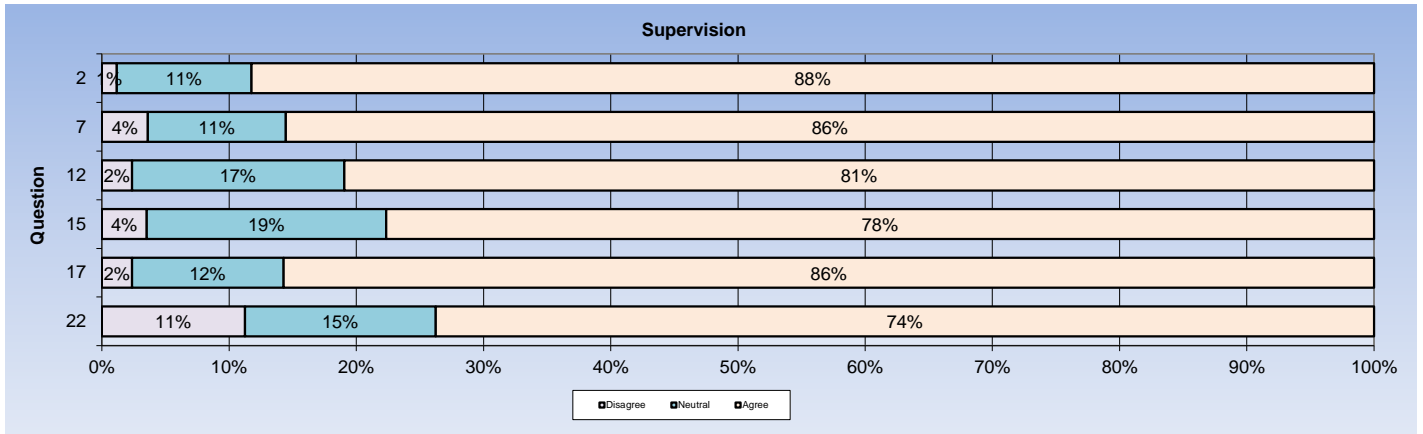 Supervision
2 1% 11% 88%
7 4% 11% 86%
12 2% 17% 81%
15 4% 19% 78%
17 2% 12% 86%
22 11% 15% 74%
Question
0% 10% 20% 30% 40% 50% 60% 70% 80% 90% 100%
Disagree Neutral Agree